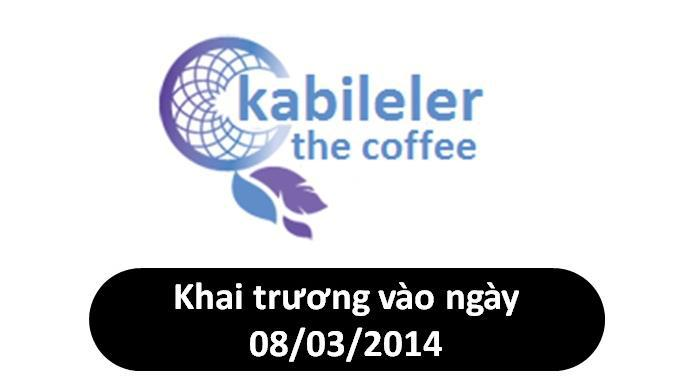 kabileler
the coffee
Khai trương vào ngày
08/03/2014